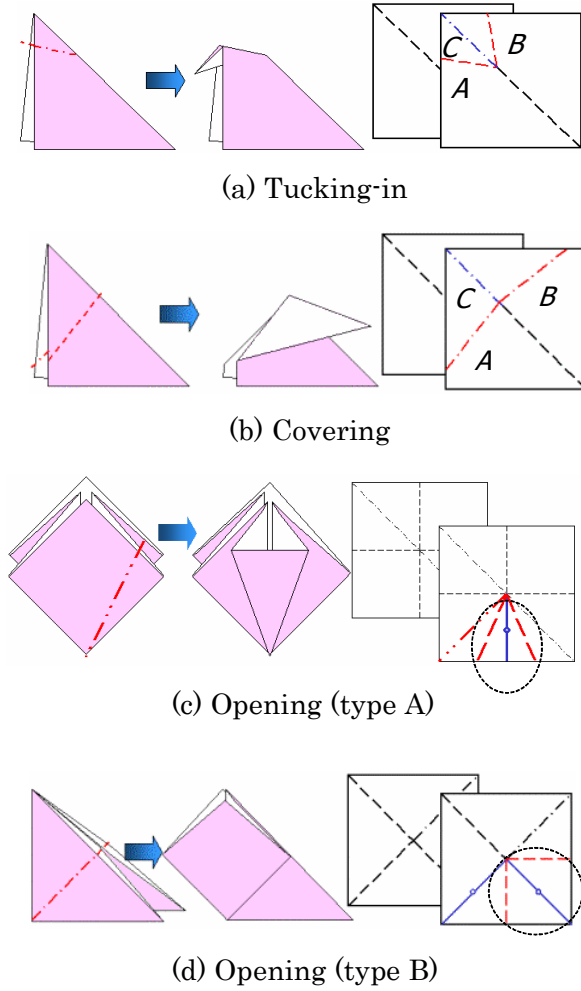 C B
A
(a) Tucking-in
C B
A
(b) Covering
(c) Opening (type A)
(d) Opening (type B)